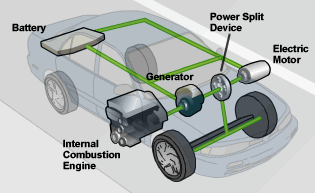 Power Split
Device
Battery
Electric
Motor
Generator
Internal
Combustion
Engine